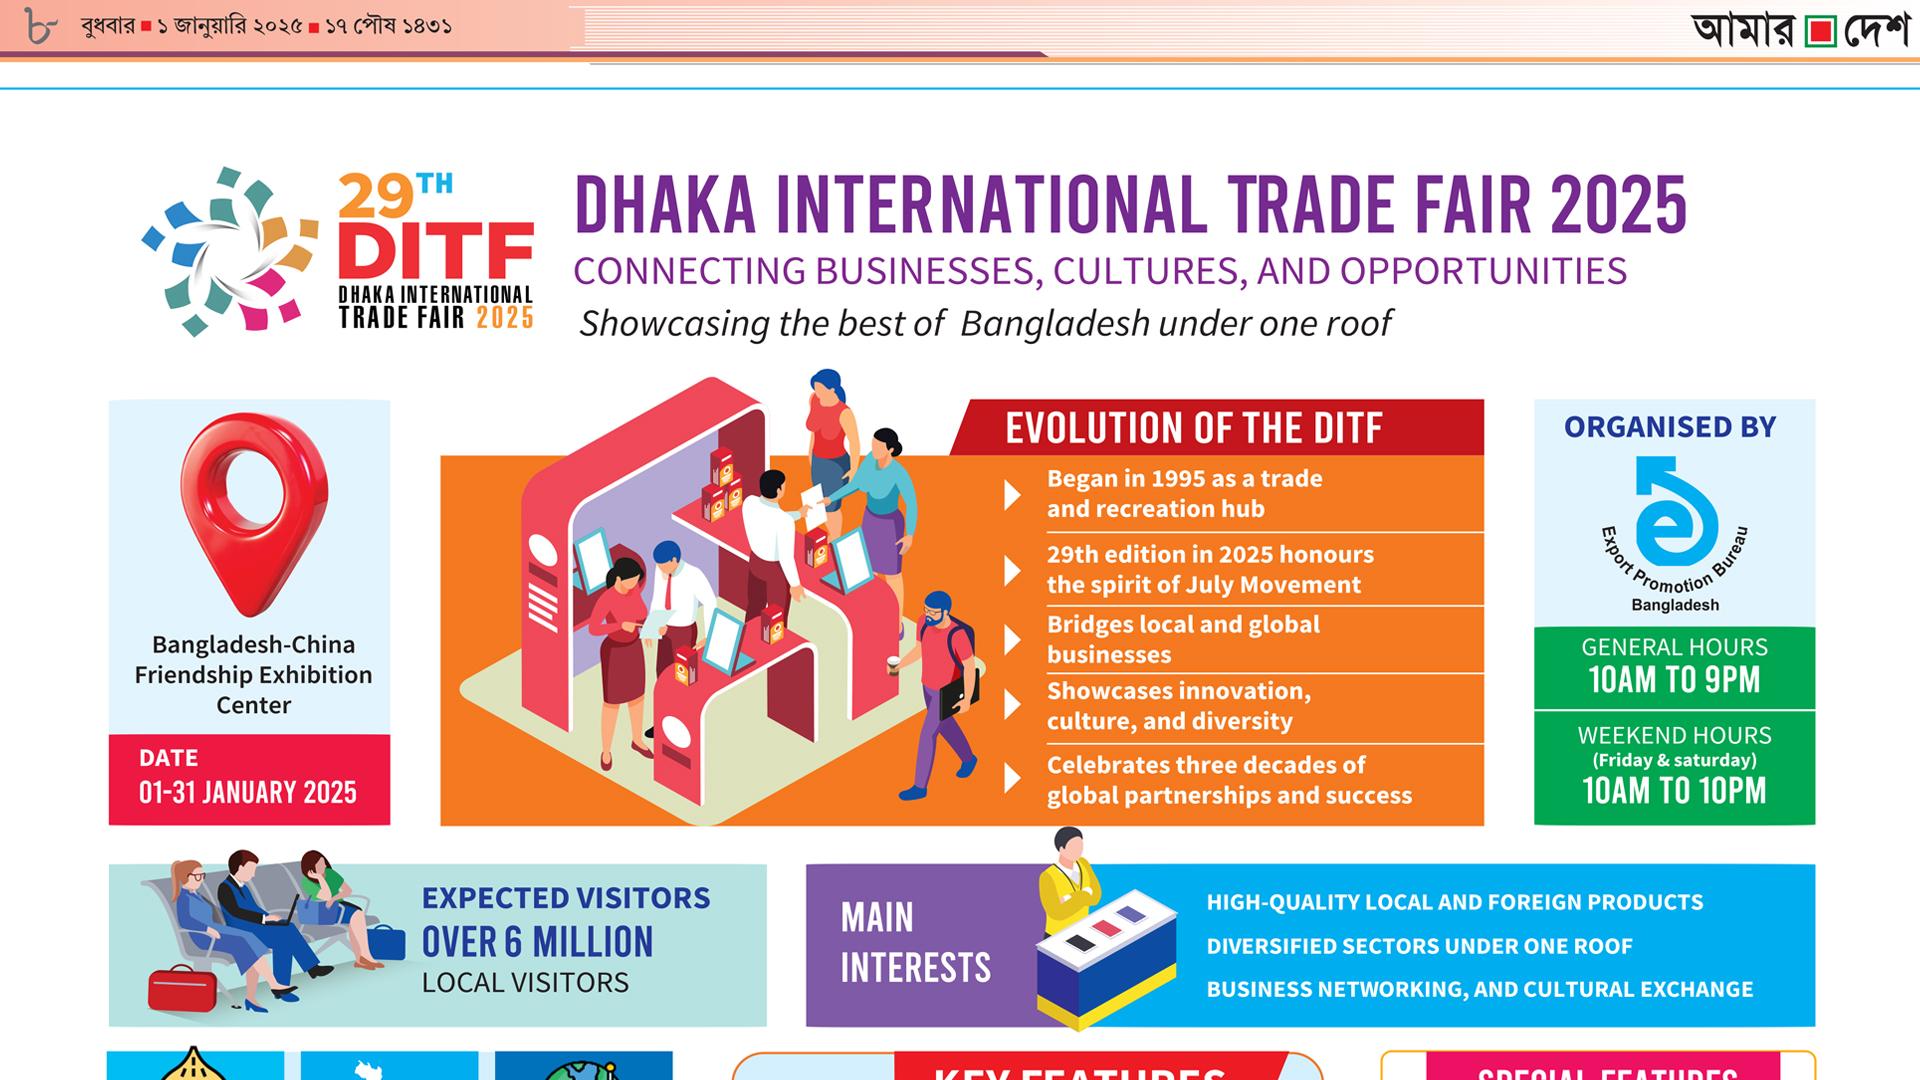 ৮ বুধবার ■ ১ জানুয়ারি ২০২৫ ■ ১৭ পৌষ ১৪৩১
আমার দেশ
29TH
DITF
DHAKA INTERNATIONAL
TRADE FAIR 2025
DHAKA INTERNATIONAL TRADE FAIR 2025
CONNECTING BUSINESSES, CULTURES, AND OPPORTUNITIES
Showcasing the best of Bangladesh under one roof
Bangladesh-China
Friendship Exhibition
Center
DATE
01-31 JANUARY 2025
EVOLUTION OF THE DITF
Began in 1995 as a trade
and recreation hub
29th edition in 2025 honours
the spirit of July Movement
Bridges local and global
businesses
Showcases innovation,
culture, and diversity
Celebrates three decades of
global partnerships and success
ORGANISED BY
Export Promotion Bureau
Bangladesh
GENERAL HOURS
10AM TO 9PM
WEEKEND HOURS
(Friday & saturday)
10AM TO 10PM
EXPECTED VISITORS
OVER 6 MILLION
LOCAL VISITORS
MAIN
INTERESTS
HIGH-QUALITY LOCAL AND FOREIGN PRODUCTS
DIVERSIFIED SECTORS UNDER ONE ROOF
BUSINESS NETWORKING, AND CULTURAL EXCHANGE
KEY FEATURES
SPECIAL FEATURES